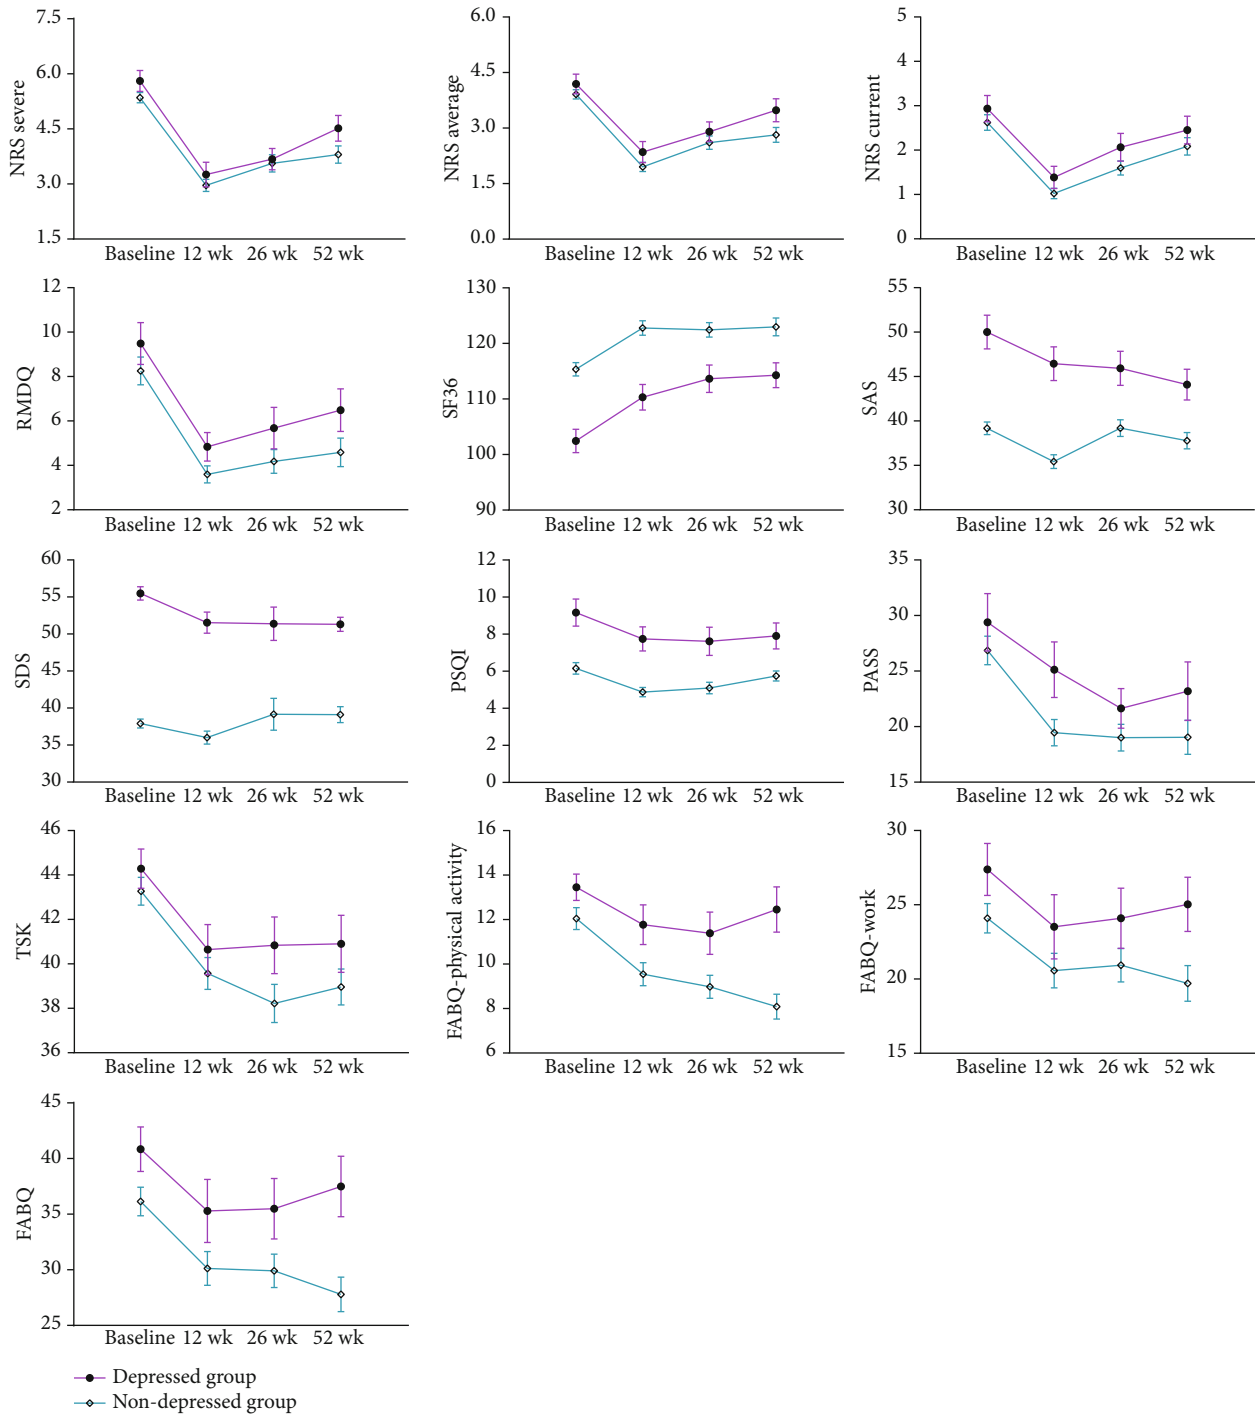 NRS severe
7.5
6.0
4.5
3.0
1.5
Baseline 12 wk 26 wk 52 wk
NRS average
6.0
4.5
3.0
1.5
0.0
Baseline 12 wk 26 wk 52 wk
NRS current
5
4
3
2
1
0
Baseline 12 wk 26 wk 52 wk
RMDQ
12
10
8
6
4
2
Baseline 12 wk 26 wk 52 wk
SF36
130
120
110
100
90
Baseline 12 wk 26 wk 52 wk
SAS
55
50
45
40
35
30
Baseline 12 wk 26 wk 52 wk
SDS
60
55
50
45
40
35
30
Baseline 12 wk 26 wk 52 wk
PSQI
12
10
8
6
4
2
0
Baseline 12 wk 26 wk 52 wk
PASS
35
30
25
20
15
Baseline 12 wk 26 wk 52 wk
TSK
46
44
42
40
38
36
Baseline 12 wk 26 wk 52 wk
FABQ-physical activity
16
14
12
10
8
6
Baseline 12 wk 26 wk 52 wk
FABQ-work
30
25
20
15
Baseline 12 wk 26 wk 52 wk
FABQ
45
40
35
30
25
Baseline 12 wk 26 wk 52 wk
Depressed group
Non-depressed group